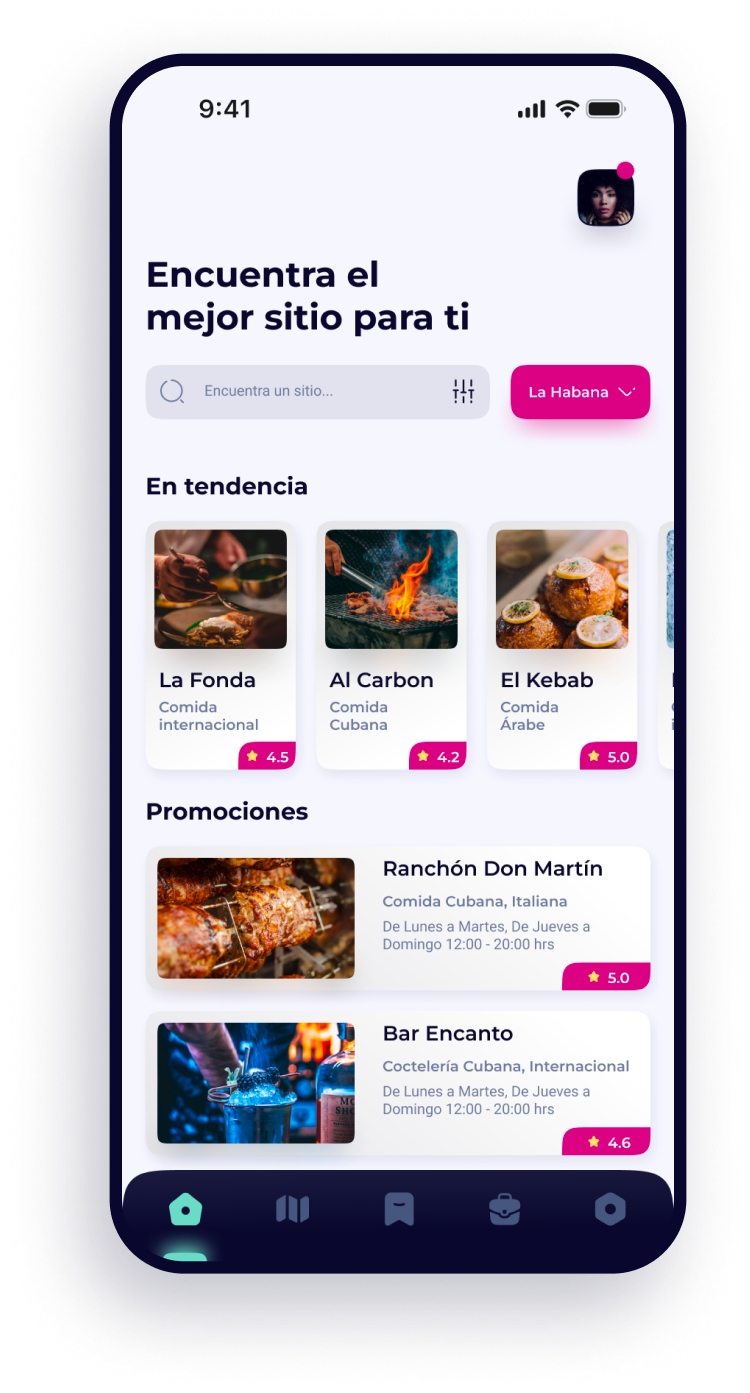 9:41
Encuentra el
mejor sitio para ti
Encuentra un sitio...
La Habana
En tendencia
La Fonda
Comida
internacional
4.5
Al Carbon
Comida
Cubana
4.2
El Kebab
Comida
Árabe
5.0
Promociones
Ranchón Don Martín
Comida Cubana, Italiana
De Lunes a Martes, De Jueves a
Domingo 12:00 - 20:00 hrs
5.0
Bar Encanto
Coctelería Cubana, Internacional
De Lunes a Martes, De Jueves a
Domingo 12:00 - 20:00 hrs
4.6